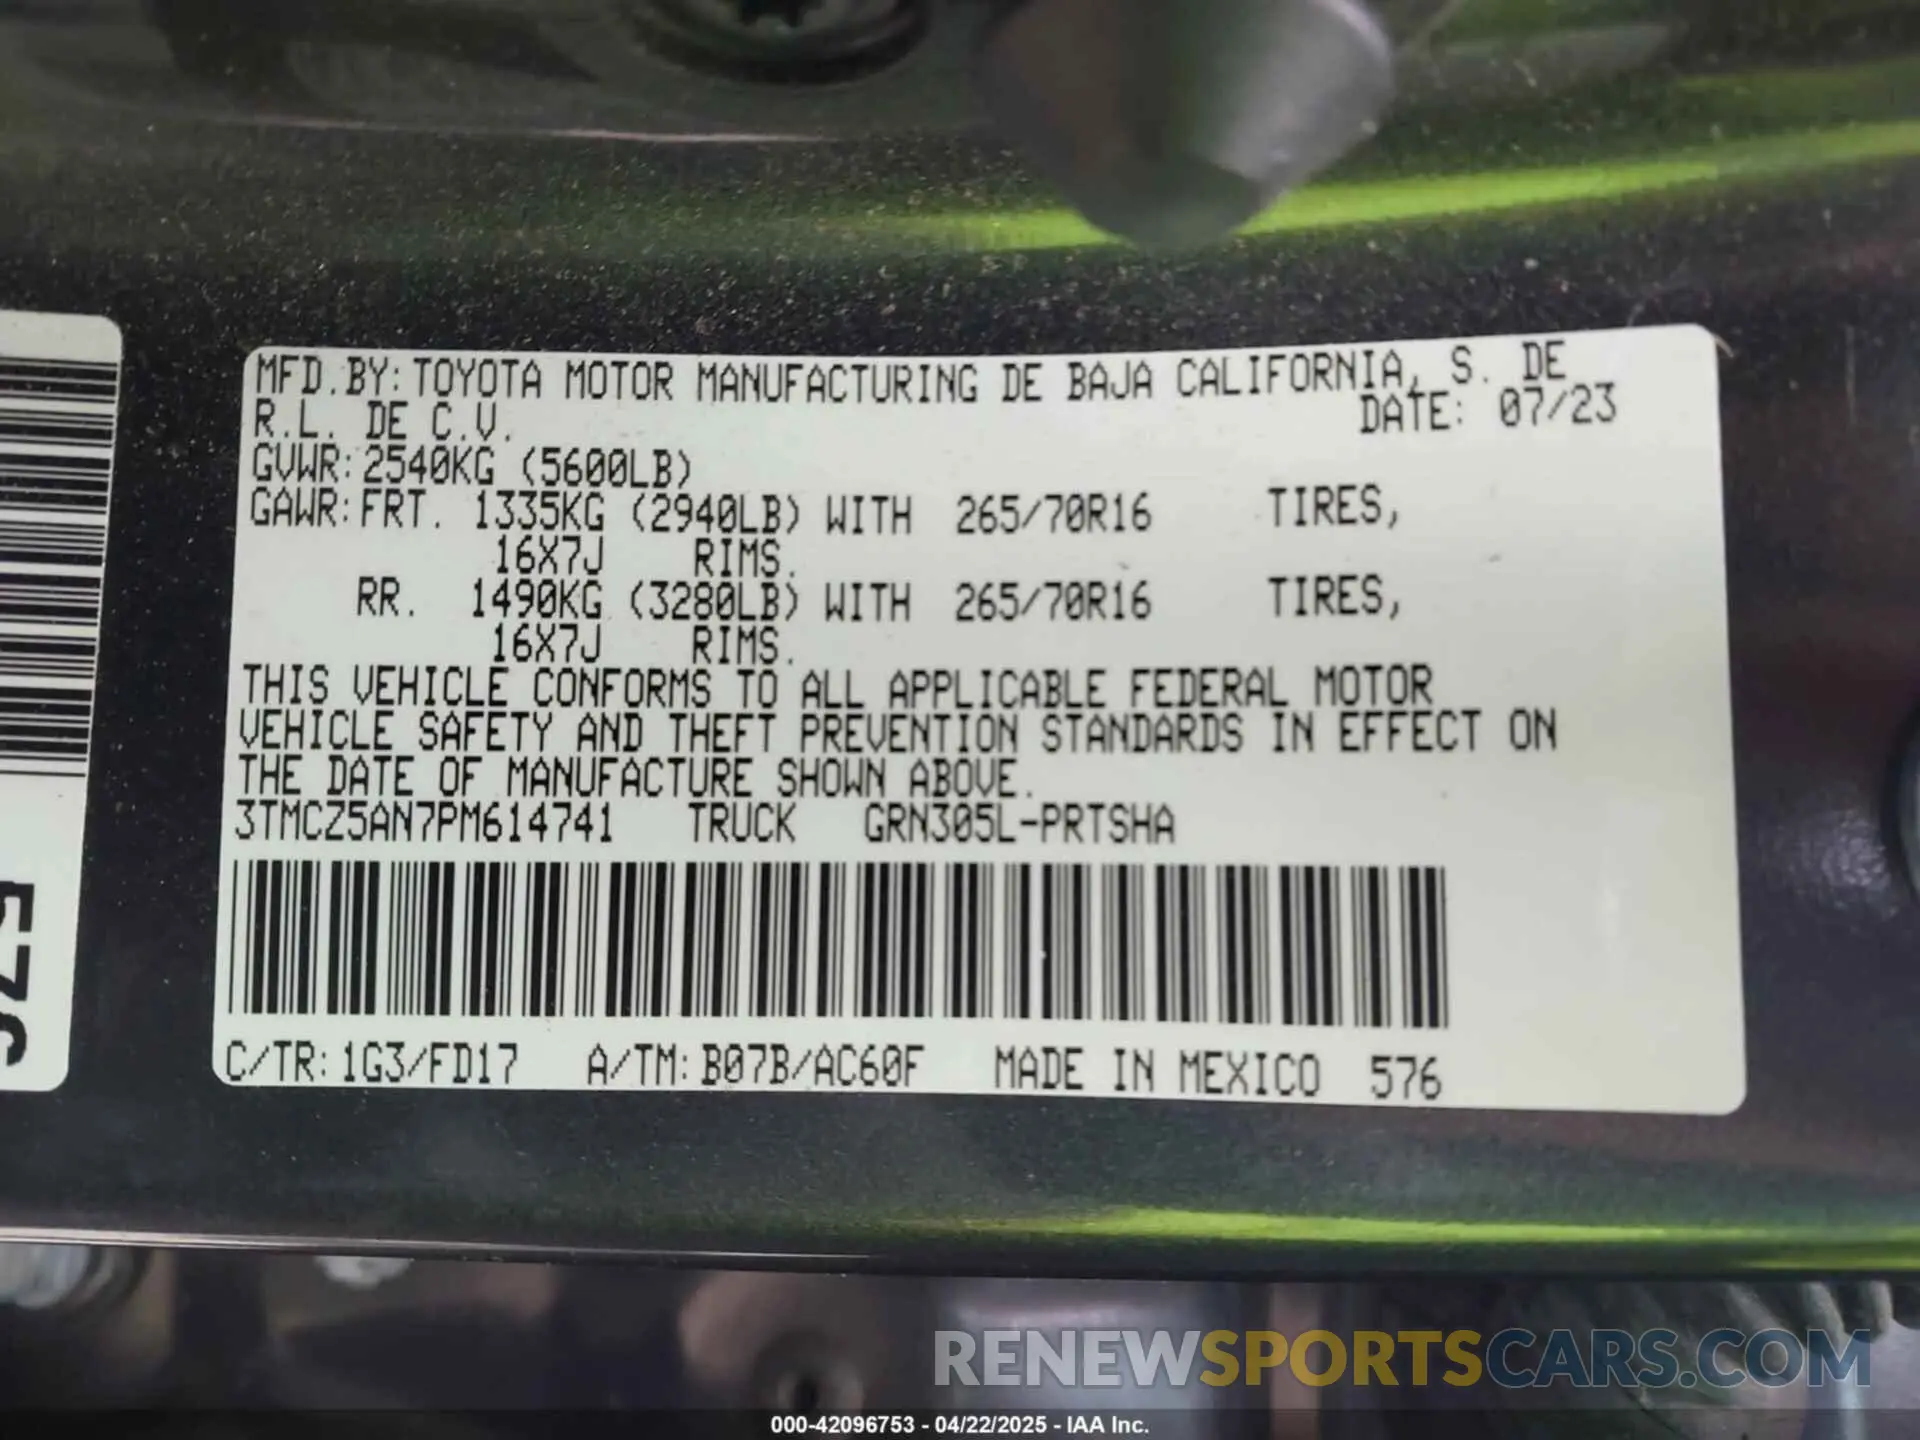 MFD.BY: TOYOTA MOTOR MANUFACTURING DE BAJA CALIFORNIA, S. DE
R.L. DE C.V. DATE: 07/23
GVWR: 2540KG (5600LB)
GAWR: FRT. 1335KG (2940LB) WITH 265/70R16 TIRES,
16X7J RIMS.
RR. 1490KG (3280LB) WITH 265/70R16 TIRES,
16X7J RIMS.
THIS VEHICLE CONFORMS TO ALL APPLICABLE FEDERAL MOTOR
VEHICLE SAFETY AND THEFT PREVENTION STANDARDS IN EFFECT ON
THE DATE OF MANUFACTURE SHOWN ABOVE.
3TMCZ5AN7PM614741 TRUCK GRN305L-PRTSHA
C/TR: 1G3/FD17 A/TM: B07B/AC60F MADE IN MEXICO 576
RENEWSPORTSCARS.COM
000-42096753 - 04/22/2025 - IAA Inc.